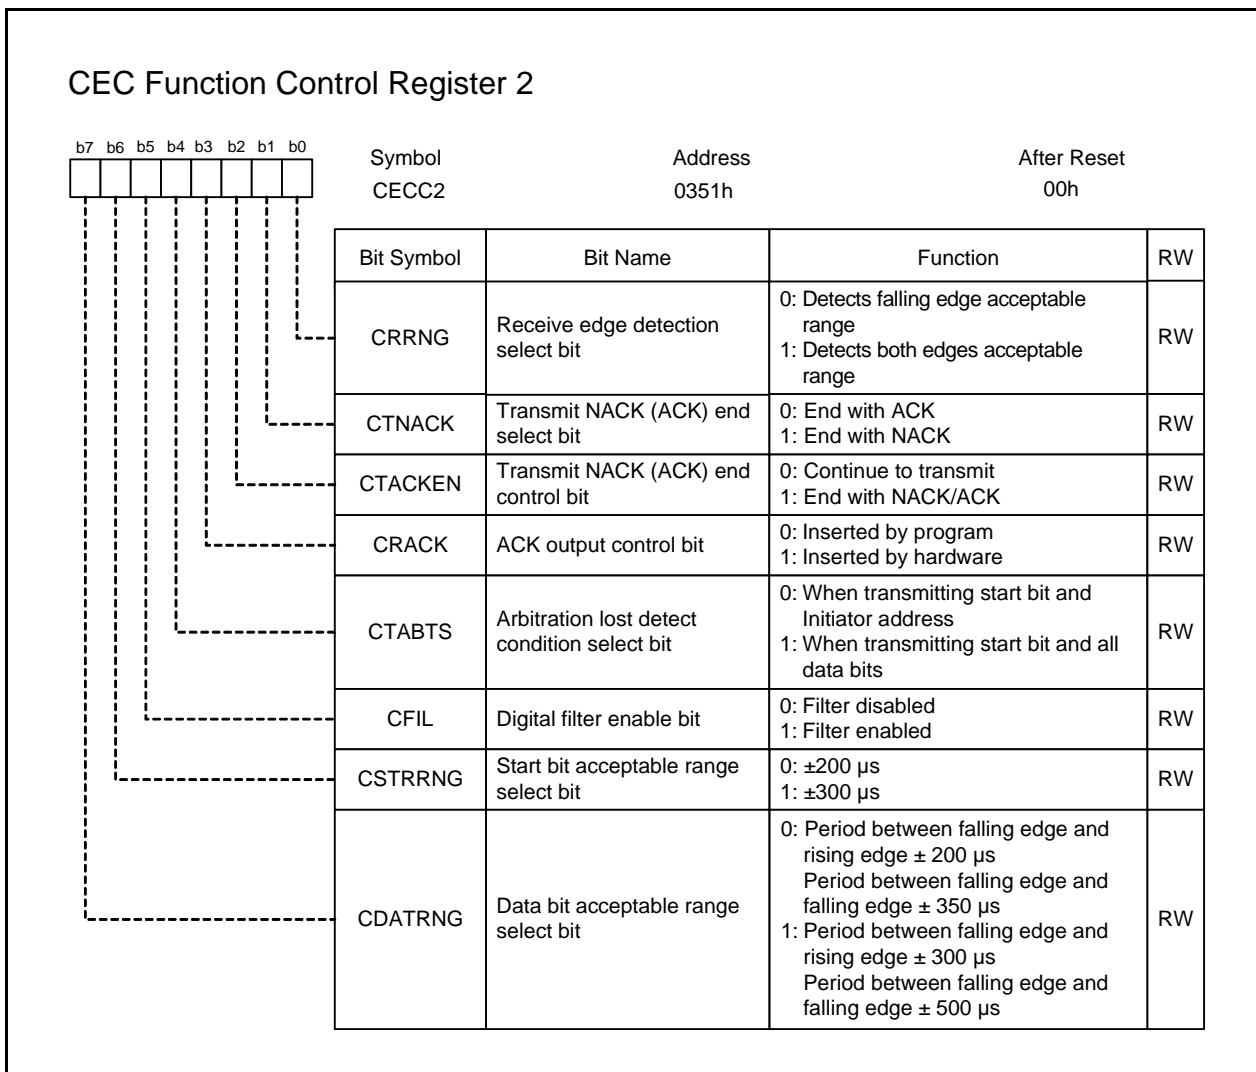 CEC Function Control Register 2
b7 b6 b5 b4 b3 b2 b1 b0
Symbol Address After Reset
CECC2 0351h 00h
Bit Symbol Bit Name Function RW
CRRNG
Receive edge detection
select bit
0: Detects falling edge acceptable
range
1: Detects both edges acceptable
range
RW
CTNACK
Transmit NACK (ACK) end
select bit
0: End with ACK
1: End with NACK
RW
CTACKEN
Transmit NACK (ACK) end
control bit
0: Continue to transmit
1: End with NACK/ACK
RW
CRACK
ACK output control bit
0: Inserted by program
1: Inserted by hardware
RW
CTABTS
Arbitration lost detect
condition select bit
0: When transmitting start bit and
Initiator address
1: When transmitting start bit and all
data bits
RW
CFIL
Digital filter enable bit
0: Filter disabled
1: Filter enabled
RW
CSTRRNG
Start bit acceptable range
select bit
0: ±200 µs
1: ±300 µs
RW
CDATRNG
Data bit acceptable range
select bit
0: Period between falling edge and
rising edge ± 200 µs
Period between falling edge and
falling edge ± 350 µs
1: Period between falling edge and
rising edge ± 300 µs
Period between falling edge and
falling edge ± 500 µs
RW